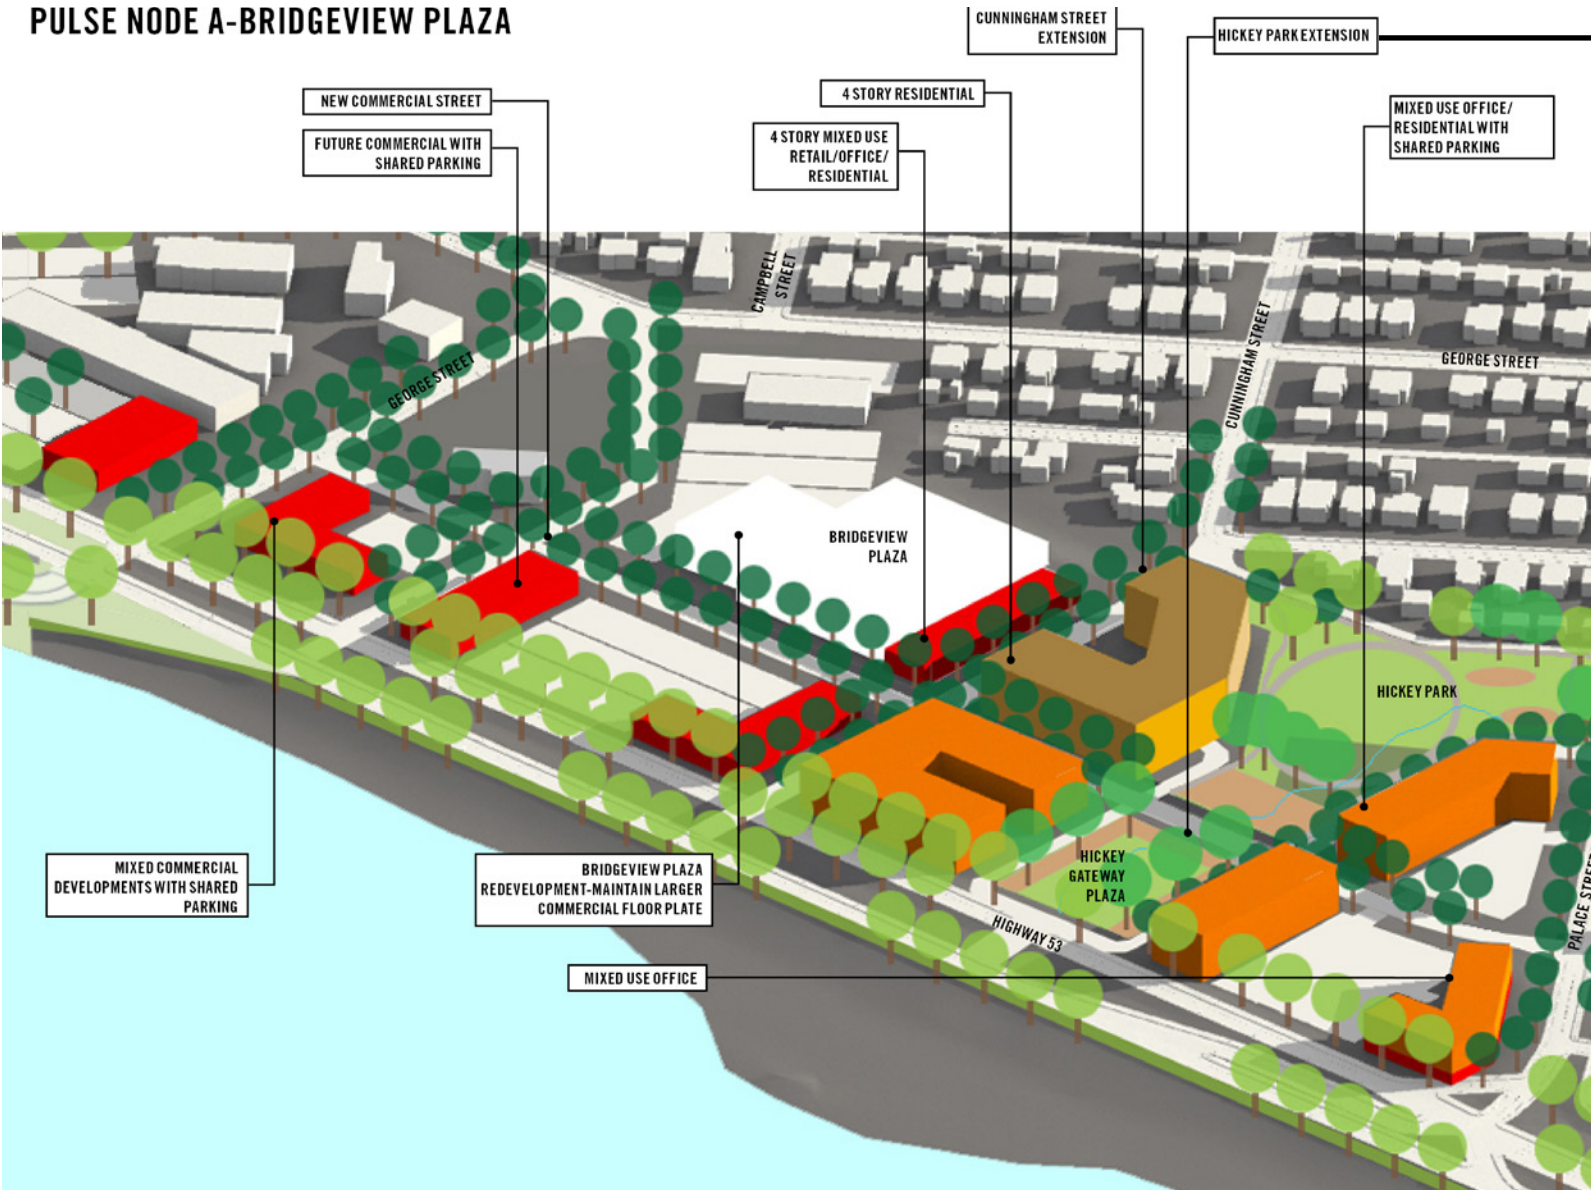 PULSE NODE A-BRIDGEVIEW PLAZA
CUNNINGHAM STREET
EXTENSION
HICKEY PARK EXTENSION
NEW COMMERCIAL STREET
4 STORY RESIDENTIAL
MIXED USE OFFICE/
RESIDENTIAL WITH
SHARED PARKING
FUTURE COMMERCIAL WITH
SHARED PARKING
4 STORY MIXED USE
RETAIL/OFFICE/
RESIDENTIAL
CAMPBELL
STREET
CUNNINGHAM STREET
GEORGE STREET
GEORGE STREET
BRIDGEVIEW
PLAZA
HICKEY PARK
HICKEY
GATEWAY
PLAZA
PALACE STREET
HIGHWAY 53
MIXED COMMERCIAL
DEVELOPMENTS WITH SHARED
PARKING
BRIDGEVIEW PLAZA
REDEVELOPMENT-MAINTAIN LARGER
COMMERCIAL FLOOR PLATE
MIXED USE OFFICE